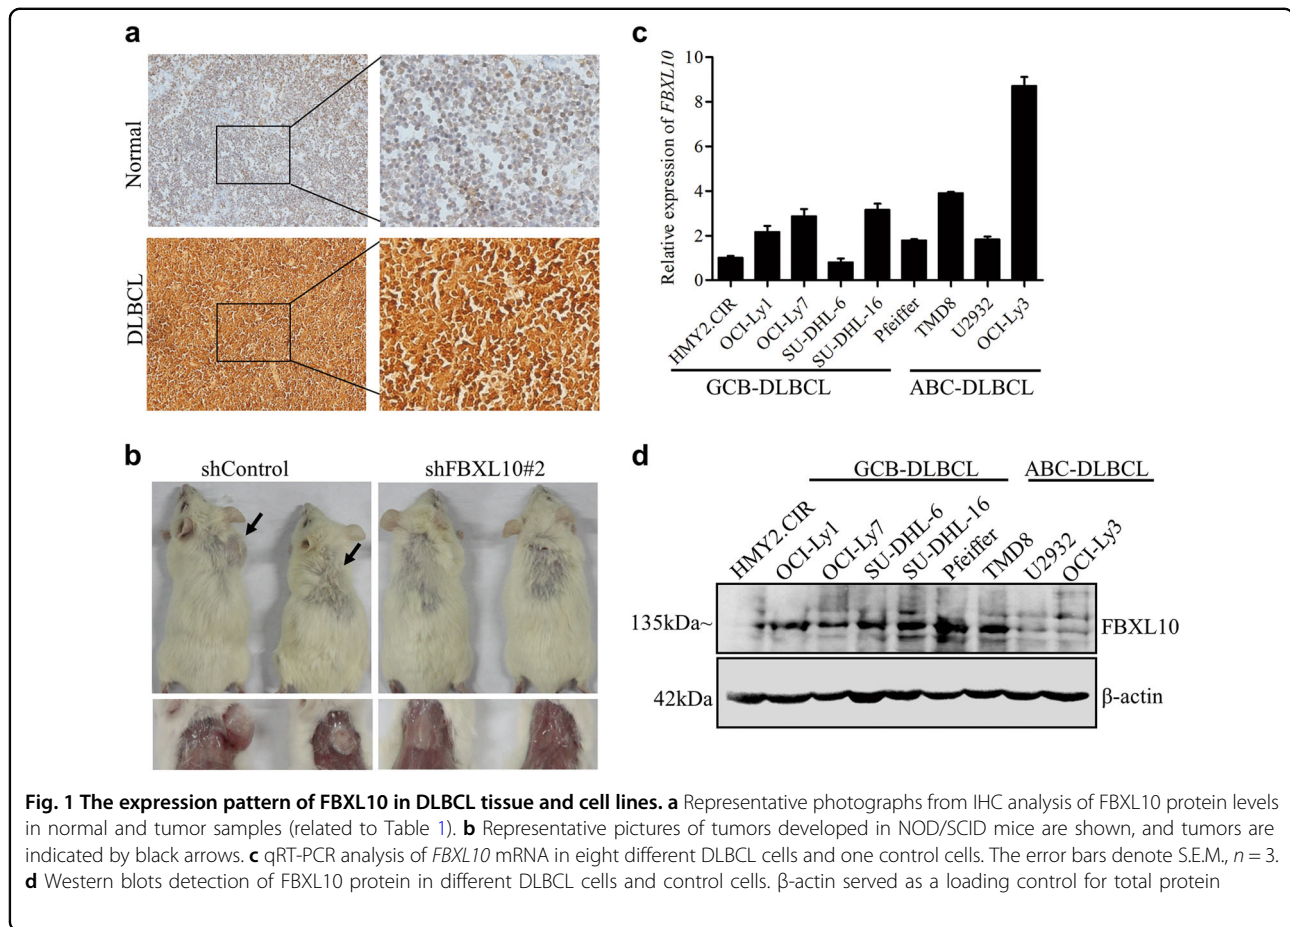 a
Normal
DLBCL
b
shControl
shFBXL10#2
c
Relative expression of FBXL10
10
8
6
4
2
0
HMY2.CIR
OCI-Ly1
OCI-Ly7
SU-DHL-6
SU-DHL-16
Pfeiffer
TMD8
U2932
OCI-Ly3
GCB-DLBCL
ABC-DLBCL
d
GCB-DLBCL
ABC-DLBCL
HMY2.CIR
OCI-Ly1
OCI-Ly7
SU-DHL-6
SU-DHL-16
Pfeiffer
TMD8
U2932
OCI-Ly3
135kDa~
FBXL10
42kDa
β-actin
Fig. 1 The expression pattern of FBXL10 in DLBCL tissue and cell lines. a Representative photographs from IHC analysis of FBXL10 protein levels
in normal and tumor samples (related to Table 1). b Representative pictures of tumors developed in NOD/SCID mice are shown, and tumors are
indicated by black arrows. c qRT-PCR analysis of FBXL10 mRNA in eight different DLBCL cells and one control cells. The error bars denote S.E.M., n = 3.
d Western blots detection of FBXL10 protein in different DLBCL cells and control cells. β-actin served as a loading control for total protein